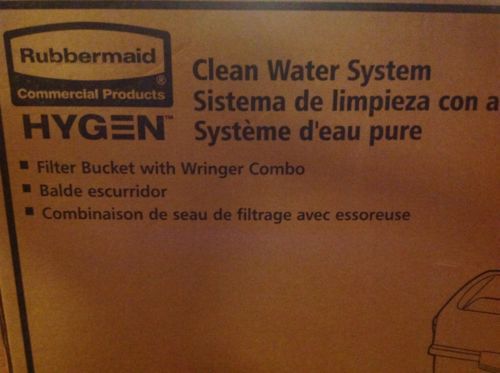 Rubbermaid®
Commercial Products
HYGEN™
Clean Water System
Sistema de limpieza con a
Système d'eau pure
▪ Filter Bucket with Wringer Combo
▪ Balde escurridor
▪ Combinaison de seau de filtrage avec essoreuse